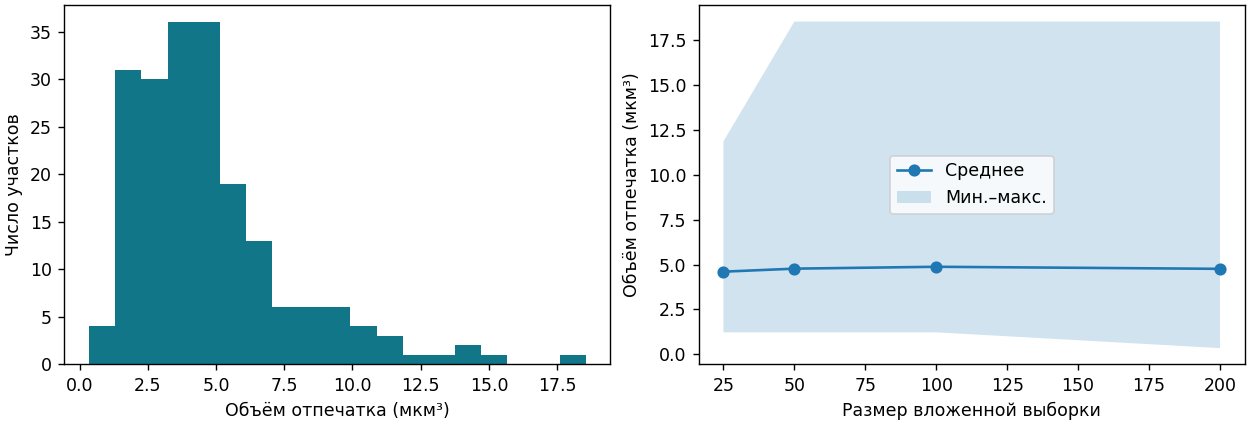 Число участков
35
30
25
20
15
10
5
0
0.0 2.5 5.0 7.5 10.0 12.5 15.0 17.5
Объём отпечатка (мкм³)
Объём отпечатка (мкм³)
17.5
15.0
12.5
10.0
7.5
5.0
2.5
0.0
Среднее
Мин.–макс.
25 50 75 100 125 150 175 200
Размер вложенной выборки